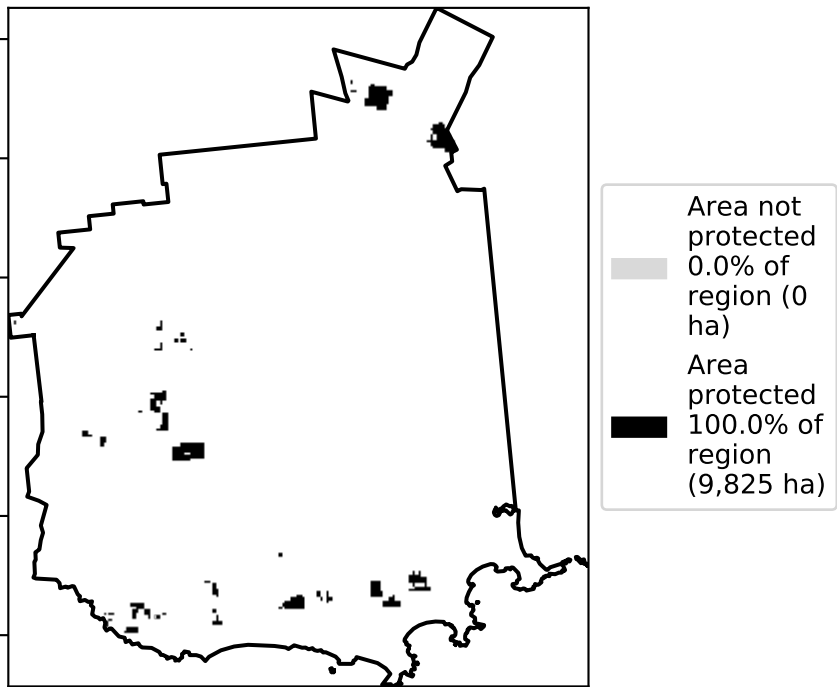 Area not
protected
0.0% of
region (0
ha)
Area
protected
100.0% of
region
(9,825 ha)